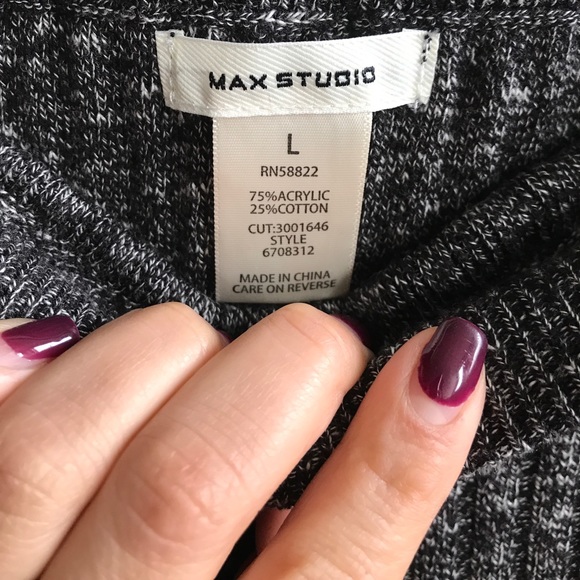 MAX STUDIO
L
RN58822
75%ACRYLIC
25%COTTON
CUT:3001646
STYLE
6708312
MADE IN CHINA
CARE ON REVERSE